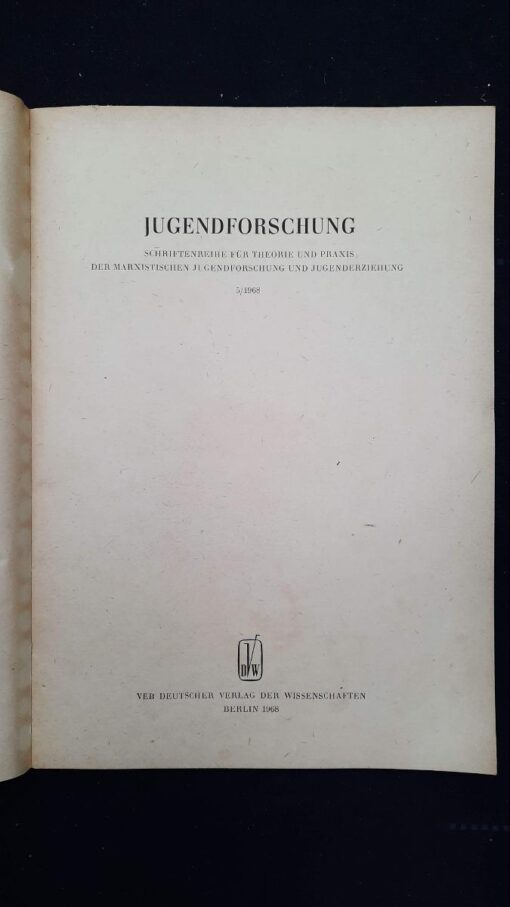 JUGENDFORSCHUNG
SCHRIFTENREIHE FÜR THEORIE UND PRAXIS
DER MARXISTISCHEN JUGENDFORSCHUNG UND JUGENDERZIEHUNG
5/1968
DVW
VEB DEUTSCHER VERLAG DER WISSENSCHAFTEN
BERLIN 1968